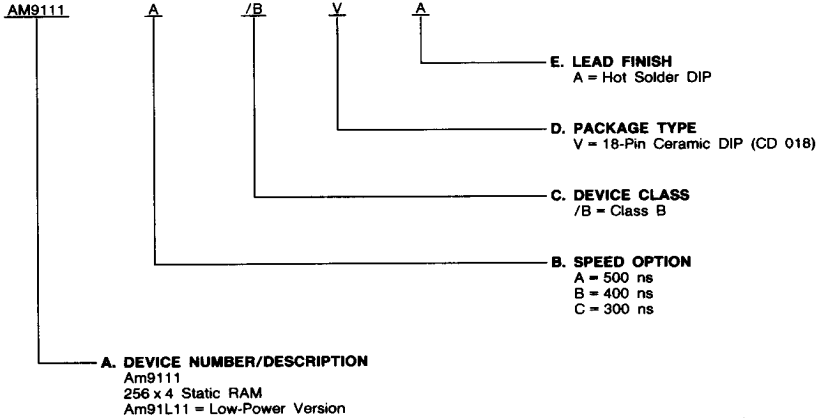 AM9111 A /B V A
E. LEAD FINISH
A = Hot Solder DIP
D. PACKAGE TYPE
V = 18-Pin Ceramic DIP (CD 018)
C. DEVICE CLASS
/B = Class B
B. SPEED OPTION
A = 500 ns
B = 400 ns
C = 300 ns
A. DEVICE NUMBER/DESCRIPTION
Am9111
256 x 4 Static RAM
Am91L11 = Low-Power Version